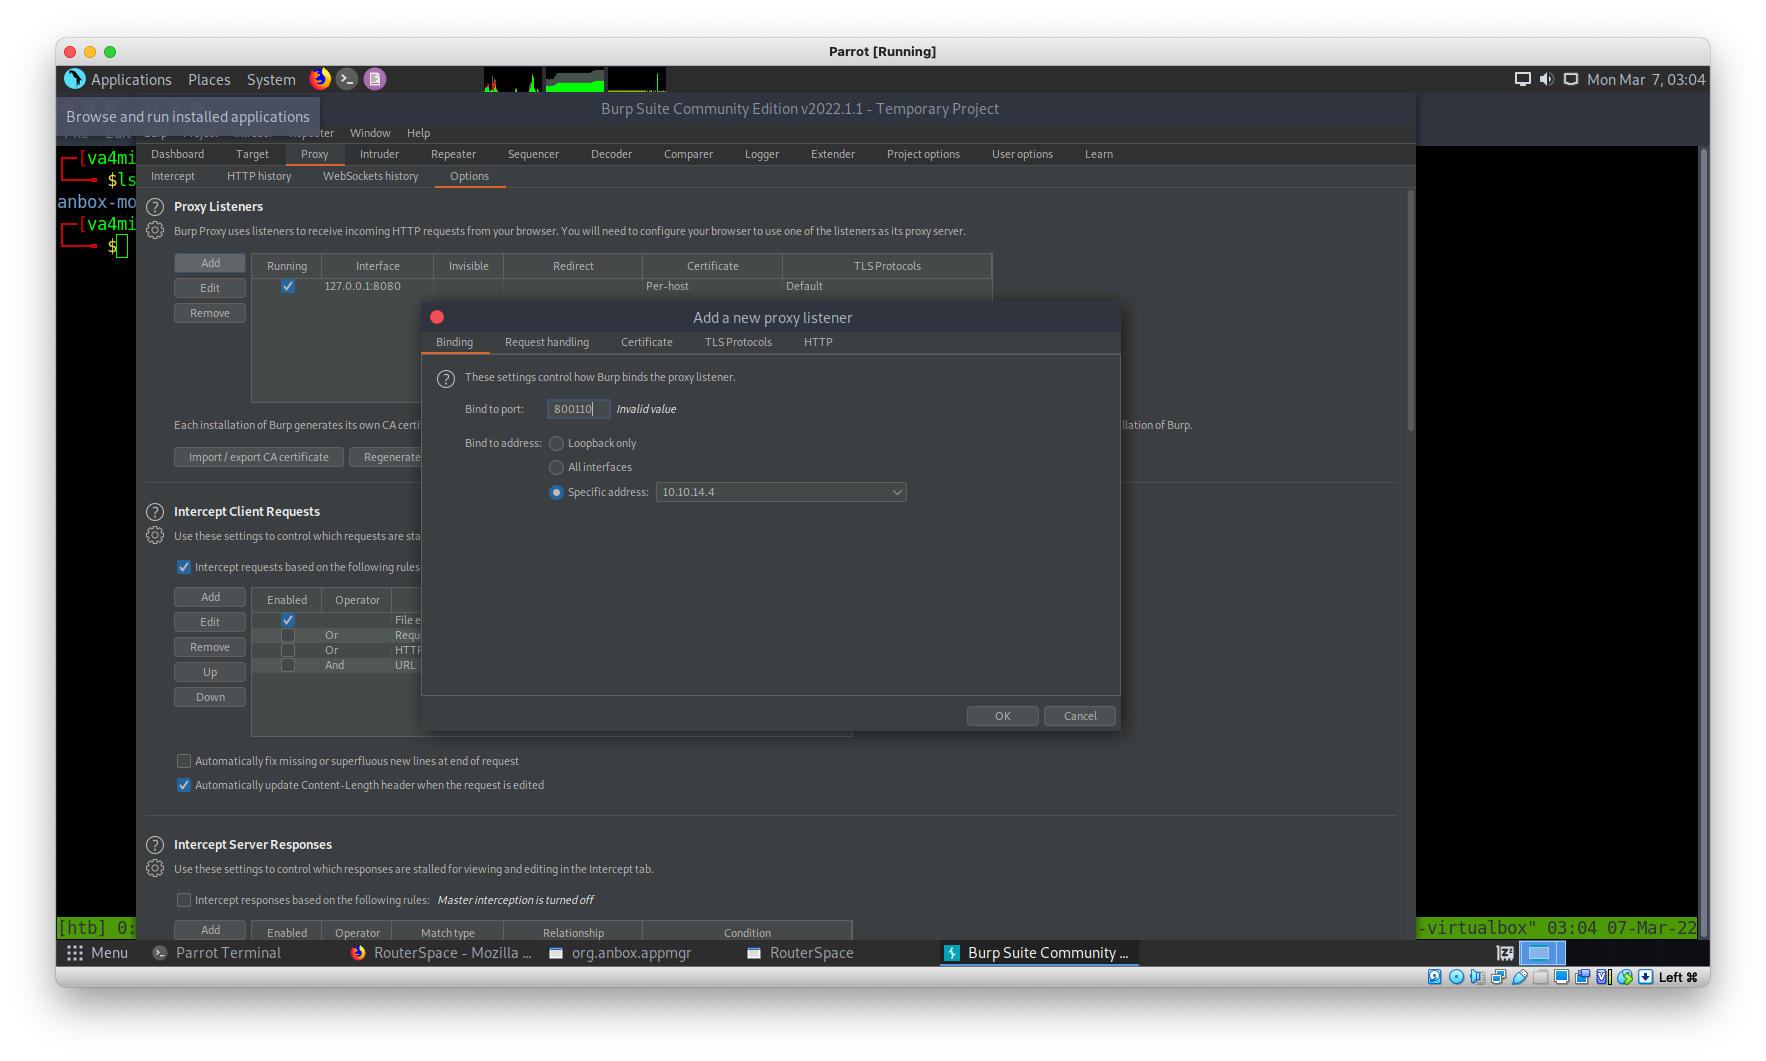 Parrot [Running]
Applications Places System
Mon Mar 7, 03:04
Browse and run installed applications
Burp Suite Community Edition v2022.1.1 - Temporary Project
Window Help
Dashboard Target Proxy Intruder Repeater Sequencer Decoder Comparer Logger Extender Project options User options Learn
Intercept HTTP history WebSockets history Options
[va4mi
$ls
anbox-mo
[va4mi
$
Proxy Listeners
Burp Proxy uses listeners to receive incoming HTTP requests from your browser. You will need to configure your browser to use one of the listeners as its proxy server.
Add
Edit
Remove
Running Interface Invisible Redirect Certificate TLS Protocols
127.0.0.1:8080 Per-host Default
Add a new proxy listener
Binding Request handling Certificate TLS Protocols HTTP
These settings control how Burp binds the proxy listener.
Bind to port: 800110 Invalid value
Bind to address: Loopback only
All interfaces
Specific address: 10.10.14.4
OK Cancel
Each installation of Burp generates its own CA certi
llation of Burp.
Import / export CA certificate Regenerate
Intercept Client Requests
Use these settings to control which requests are sta
Intercept requests based on the following rules
Add
Edit
Remove
Up
Down
Enabled Operator
File e
Or Requ
Or HTTP
And URL
Automatically fix missing or superfluous new lines at end of request
Automatically update Content-Length header when the request is edited
Intercept Server Responses
Use these settings to control which responses are stalled for viewing and editing in the Intercept tab.
Intercept responses based on the following rules: Master interception is turned off
Add
Enabled Operator Match type Relationship Condition
[htb] 0:
-virtualbox" 03:04 07-Mar-22
Menu Parrot Terminal RouterSpace - Mozilla ... org.anbox.appmgr RouterSpace Burp Suite Community ...
Left ⌘